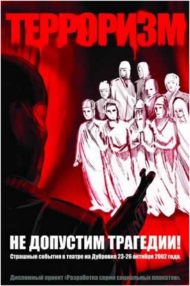 ТЕРРОРИЗМ
НЕ ДОПУСТИМ ТРАГЕДИИ!
Страшные события в театре на Дубровке 23-26 октября 2002 года.
Дипломный проект «Разработка серии социальных плакатов».